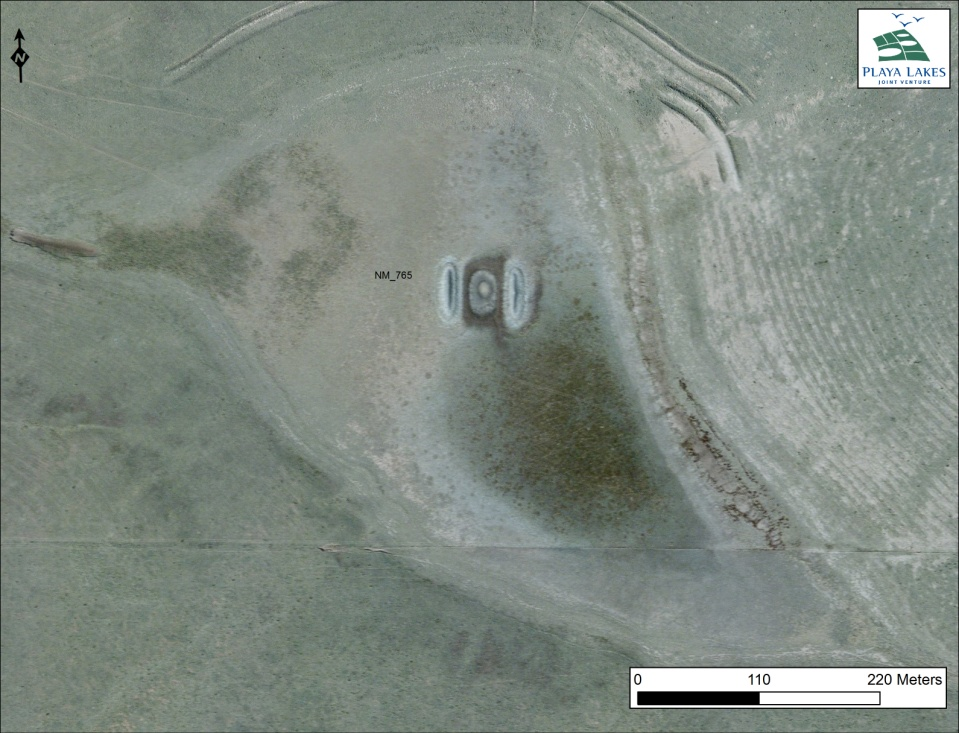 N
PLAYA LAKES
JOINT VENTURE
NM_765
0 110 220 Meters